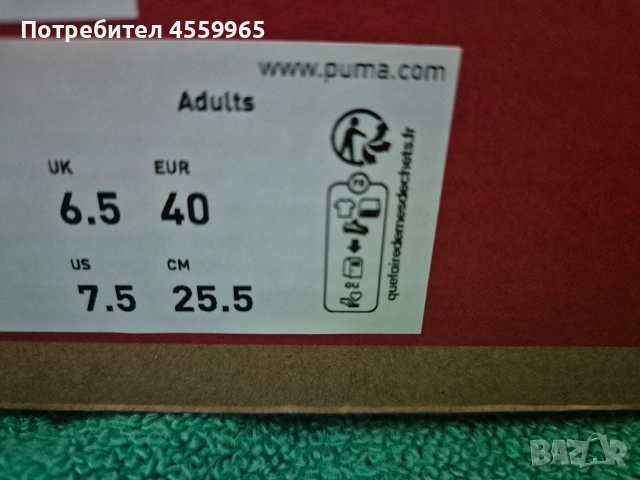 Потребител 4559965
www.puma.com
Adults
UK EUR
6.5 40
US CM
7.5 25.5
quefairedemesdechets.fr
BAZAR